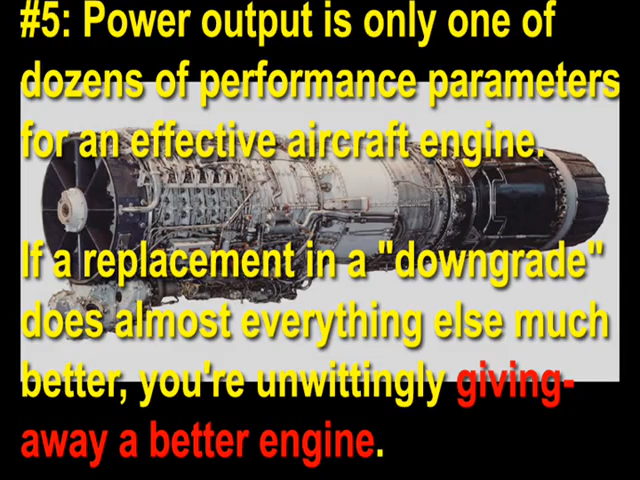 #5: Power output is only one of
dozens of performance parameters
for an effective aircraft engine.
If a replacement in a "downgrade"
does almost everything else much
better, you're unwittingly giving-
away a better engine.